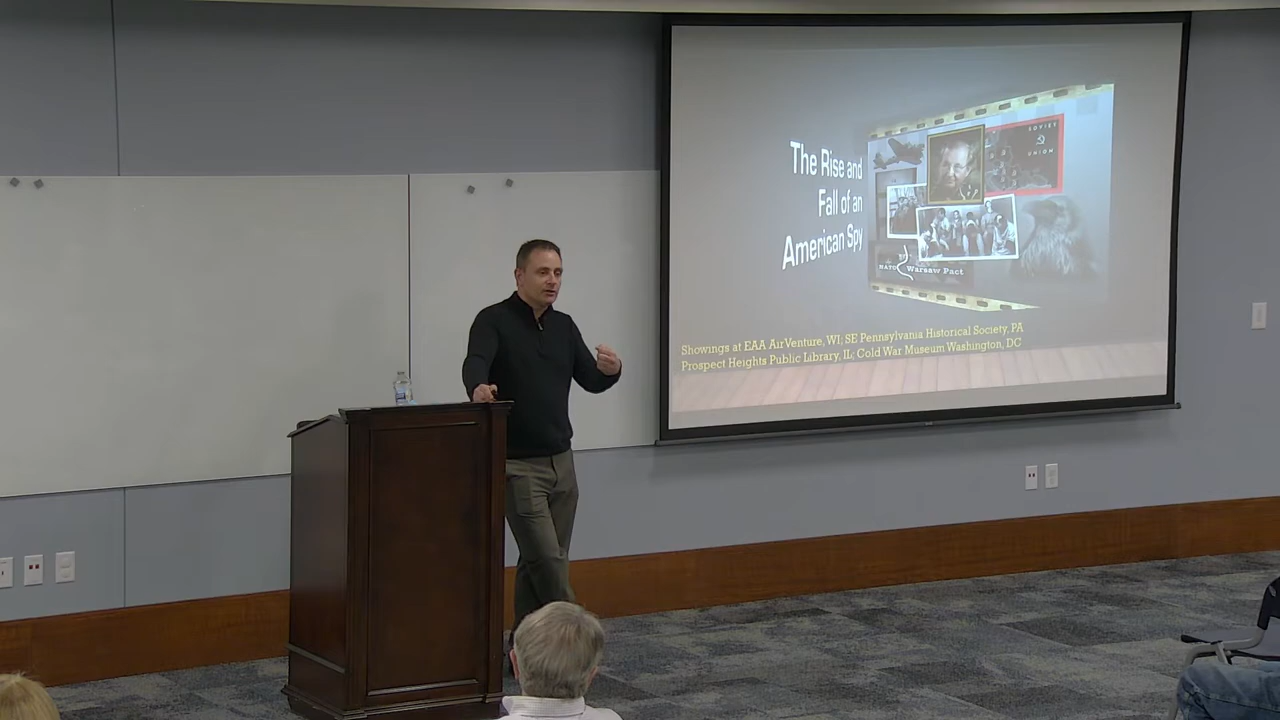 The Rise and
Fall of an
American Spy
SOVIET
UNION
NATO
Warsaw Pact
Showings at EAA AirVenture, WI; SE Pennsylvania Historical Society, PA
Prospect Heights Public Library, IL; Cold War Museum Washington, DC